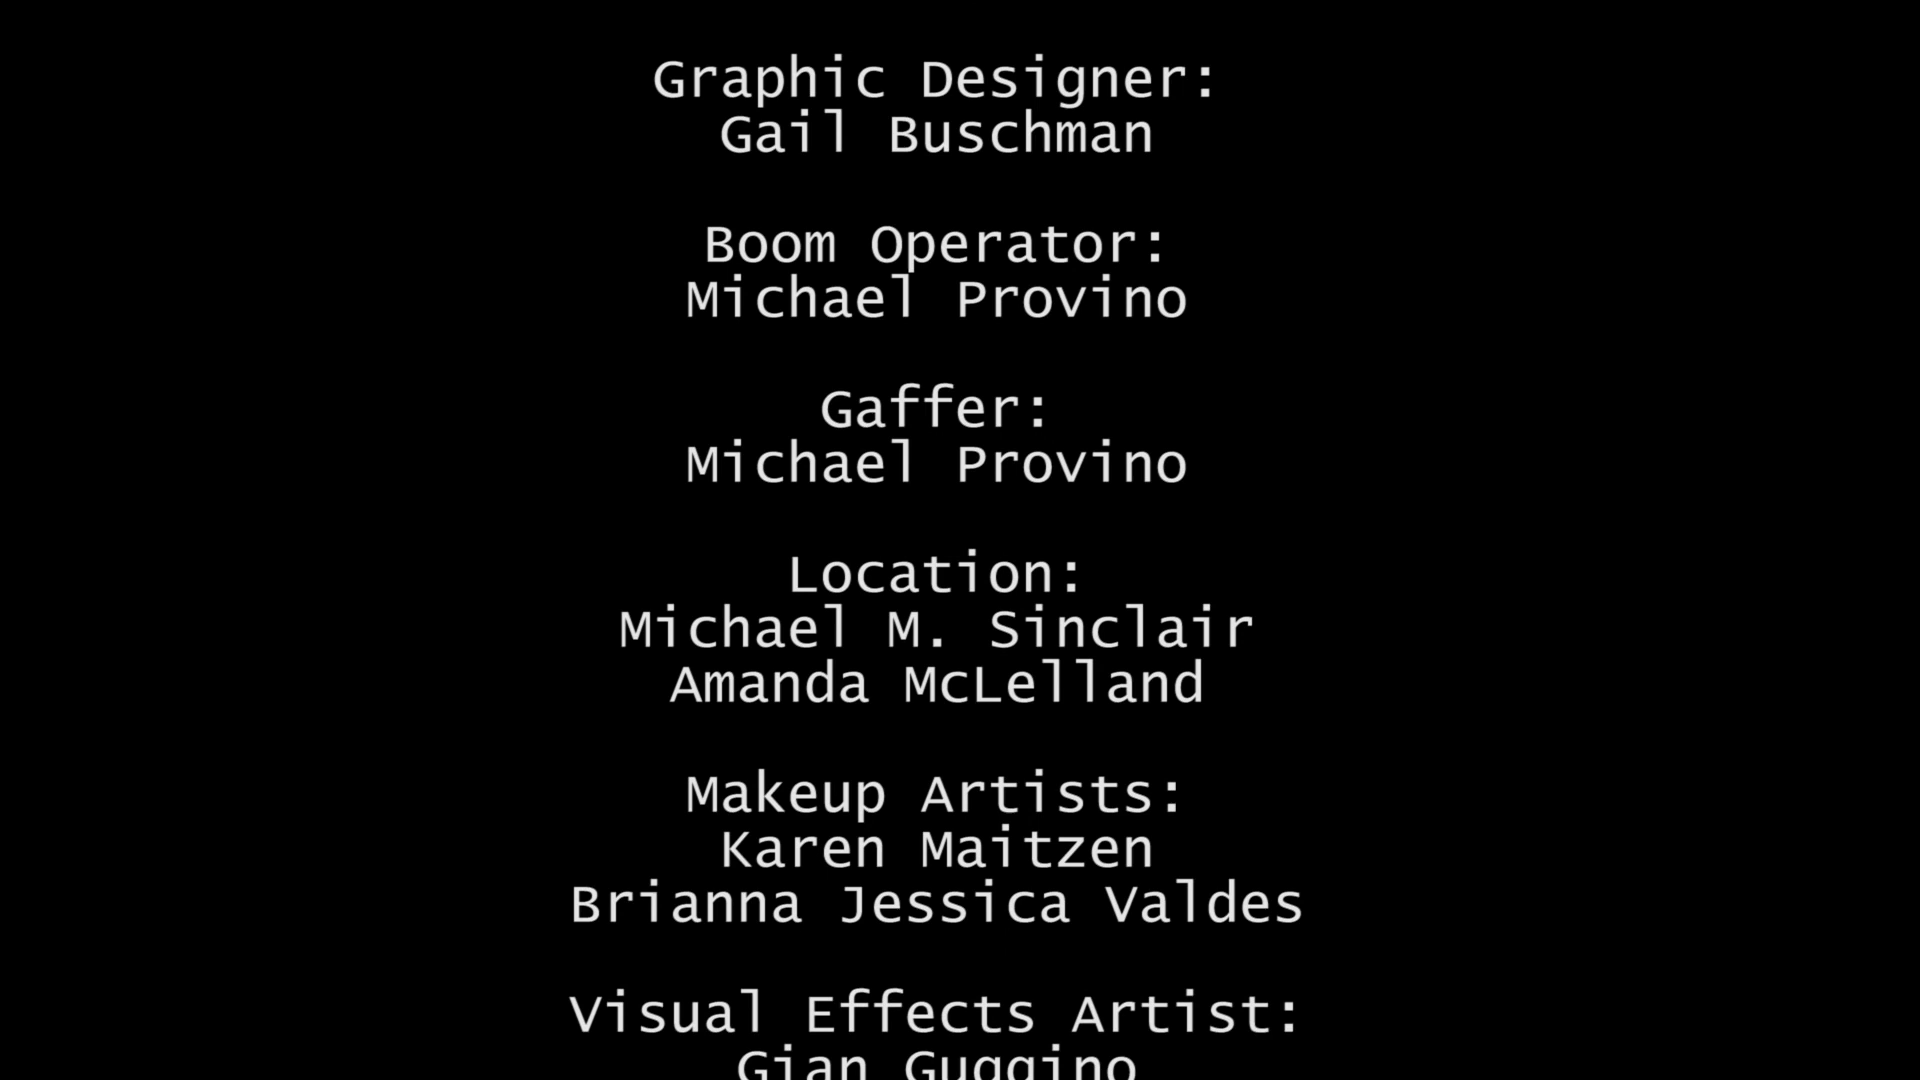 Graphic Designer:
Gail Buschman
Boom Operator:
Michael Provino
Gaffer:
Michael Provino
Location:
Michael M. Sinclair
Amanda McLelland
Makeup Artists:
Karen Maitzen
Brianna Jessica Valdes
Visual Effects Artist:
Gian Guggino